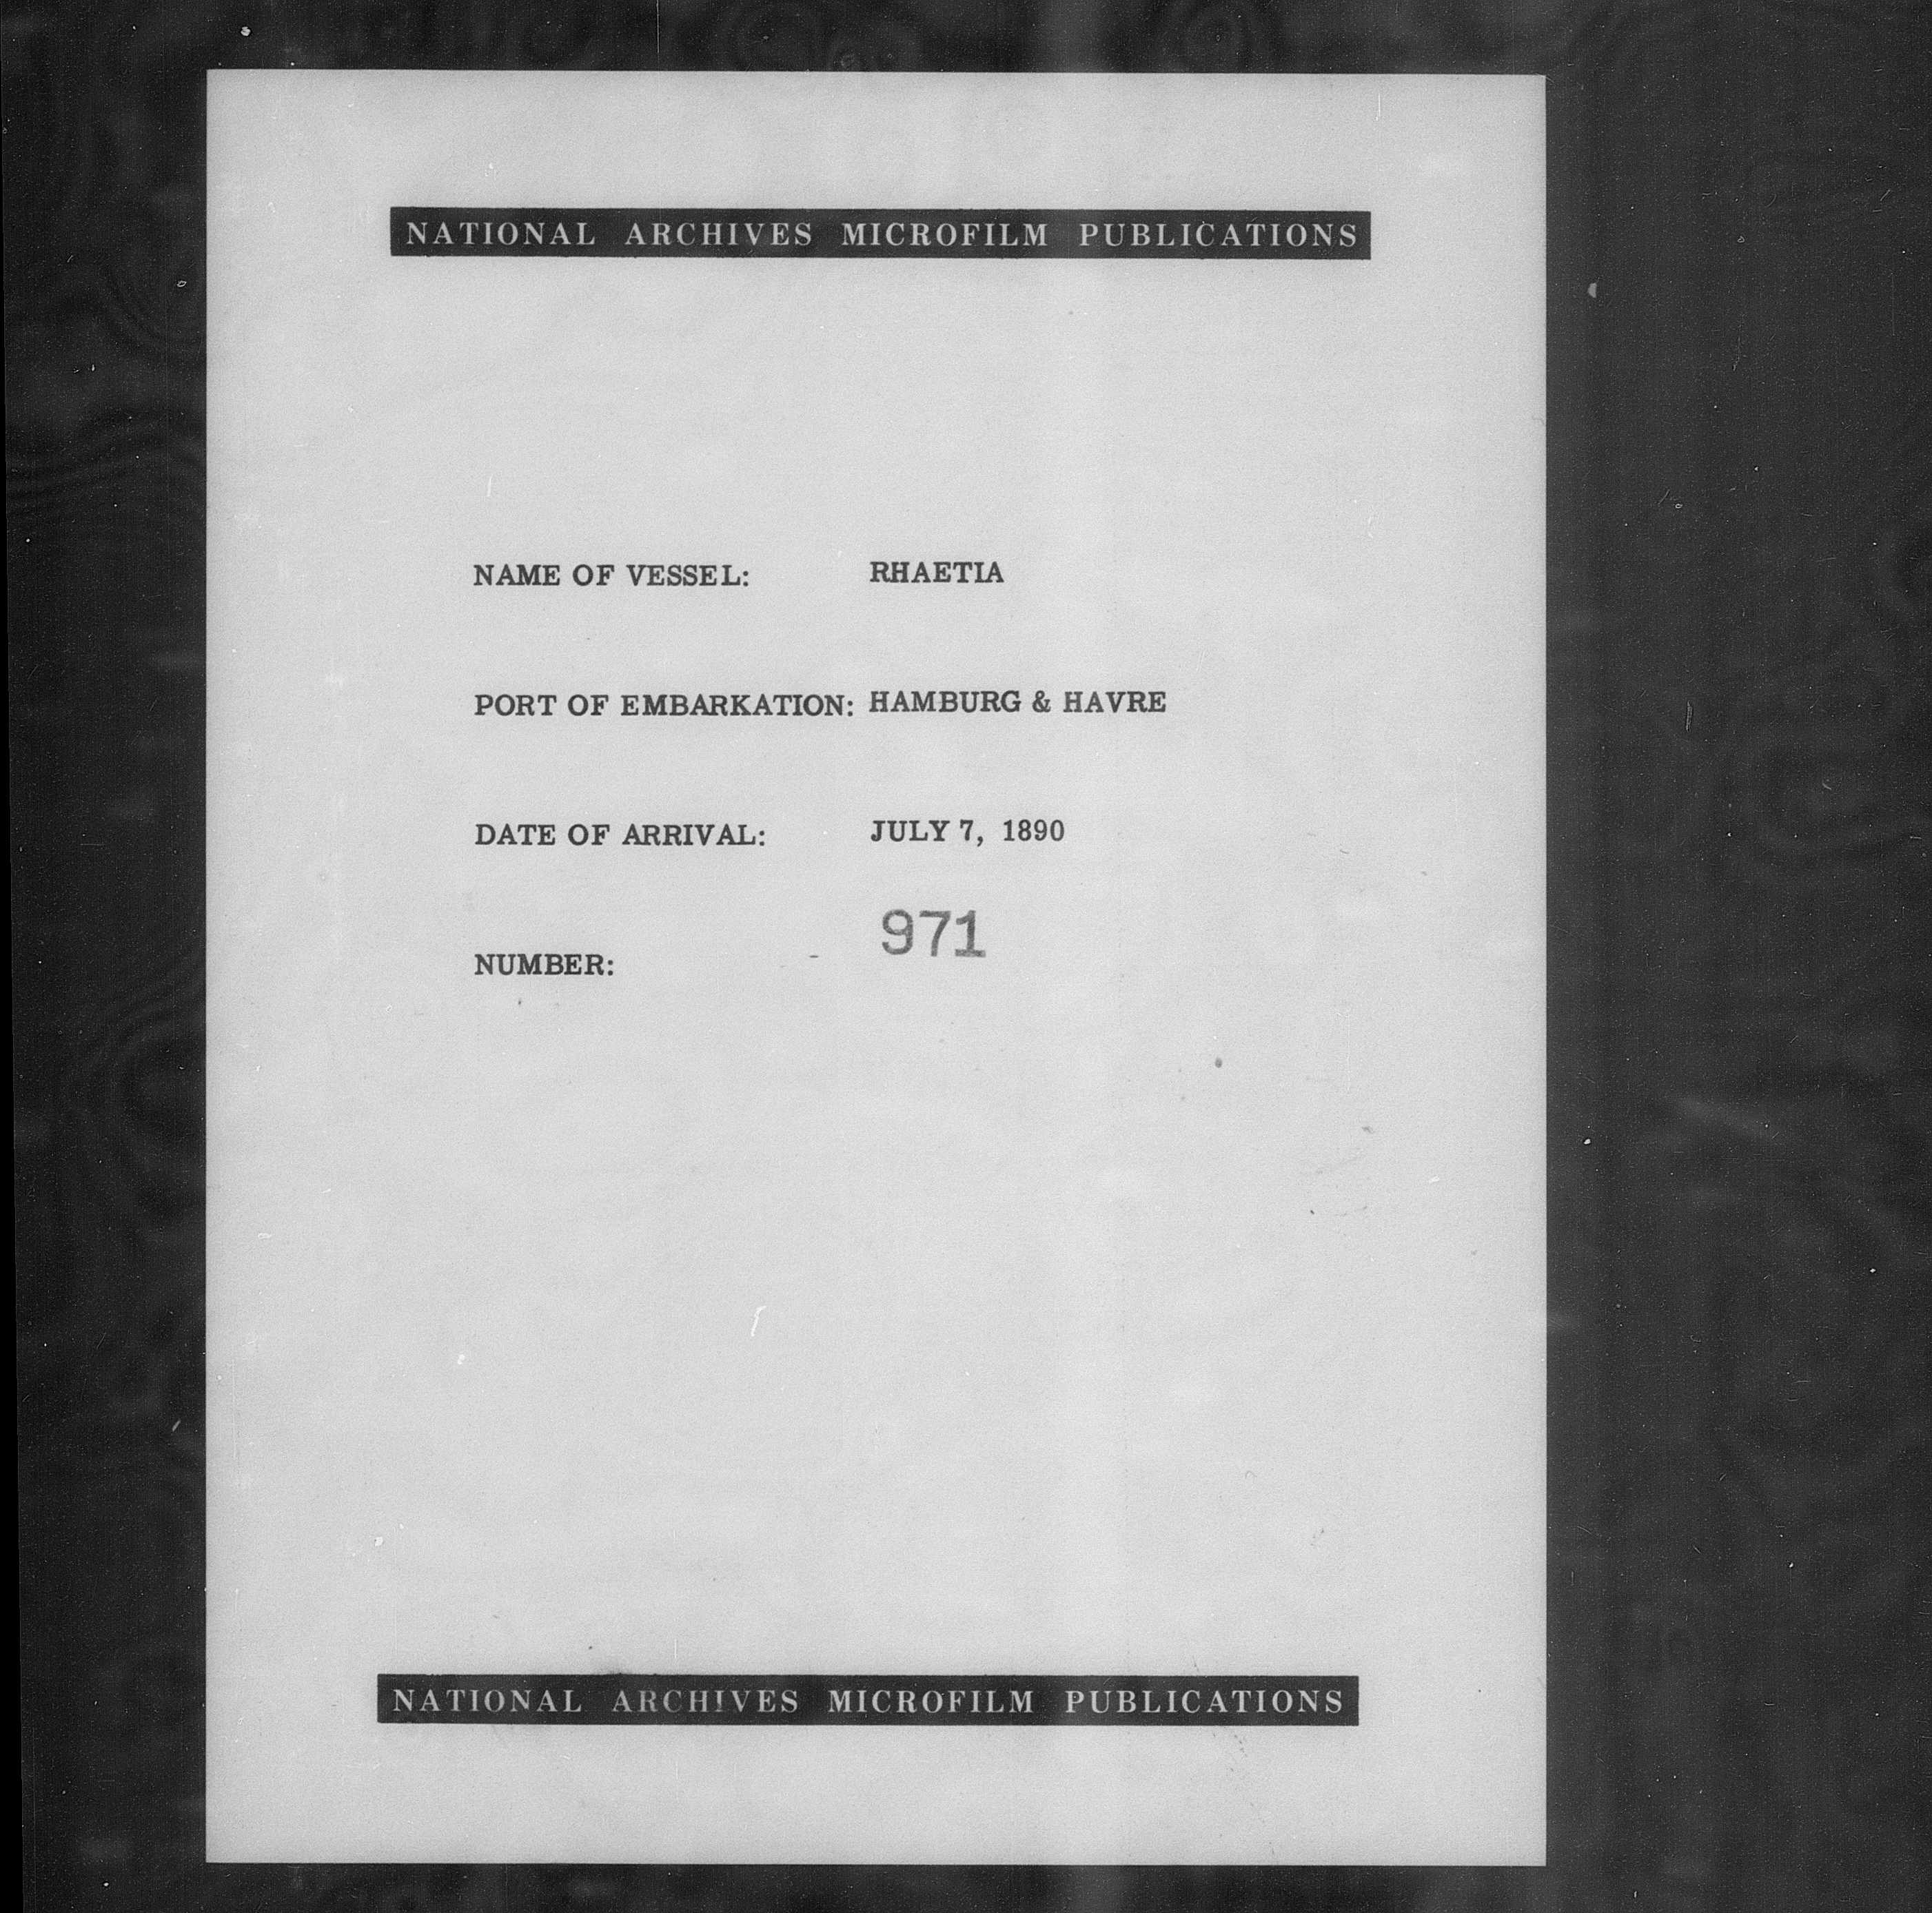 NATIONAL ARCHIVES MICROFILM PUBLICATIONS
NAME OF VESSEL: RHAETIA
PORT OF EMBARKATION: HAMBURG & HAVRE
DATE OF ARRIVAL: JULY 7, 1890
NUMBER: 971
NATIONAL ARCHIVES MICROFILM PUBLICATIONS